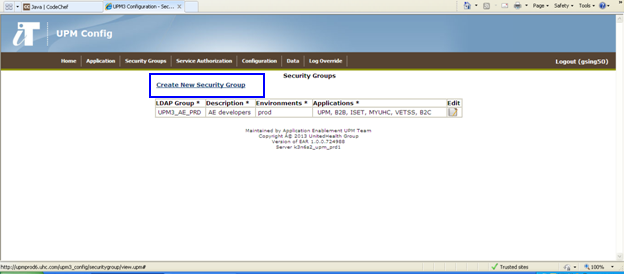 Java | CodeChef
UPM3 Configuration - Sec...
Page
Safety
Tools
iT UPM Config
Home Application Security Groups Service Authorization Configuration Data Log Override Logout (gsing50)
Security Groups
Create New Security Group
LDAP Group * Description * Environments * Applications * Edit
UPM3_AE_PRD AE developers prod UPM, B2B, ISET, MYUHC, VETSS, B2C
Maintained by Application Enablement UPM Team
Copyright Â© 2013 UnitedHealth Group
Version of EAR 1.0.0.724988
Server k3n6s2_upm_prd1
http://upmprod6.uhc.com/upm3_config/securitygroup/view.upm#
Trusted sites
100%